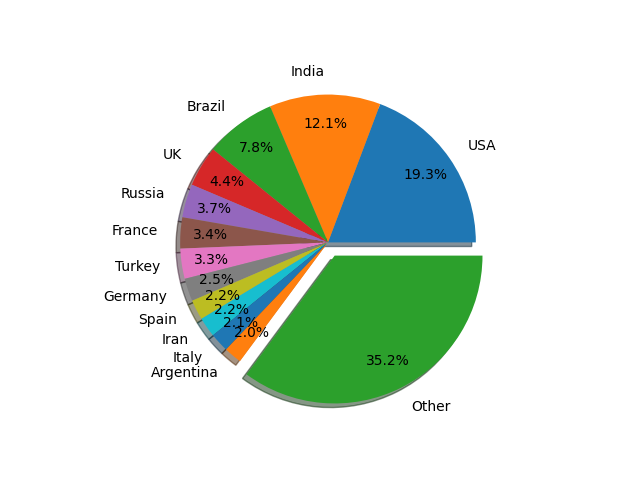 India
Brazil
12.1%
USA
7.8%
UK
19.3%
4.4%
Russia
3.7%
France
3.4%
Turkey
3.3%
2.5%
Germany
2.2%
2.2%
Spain
2.1%
2.0%
Iran
Italy
35.2%
Argentina
Other